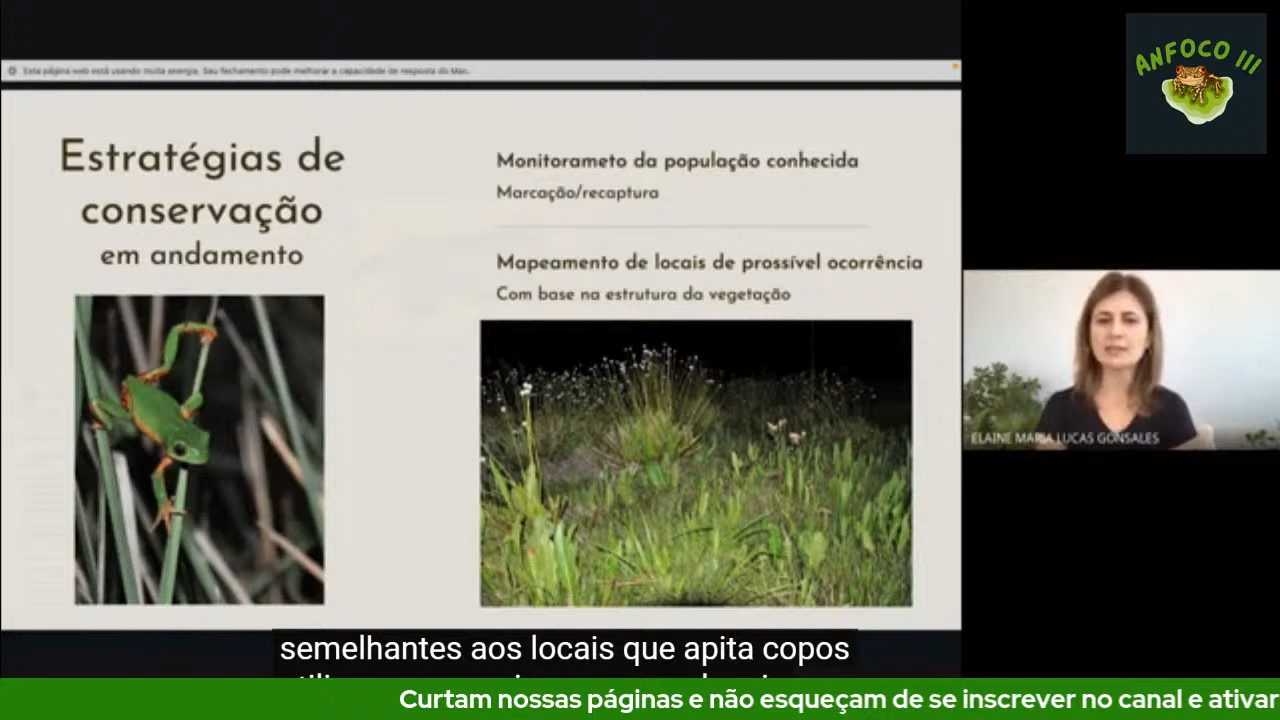 Esta página web está usando muita energia. Seu fechamento pode melhorar a capacidade de resposta do Mac.
ANFOCO III
Estratégias de
conservação
em andamento
Monitorameto da população conhecida
Marcação/recaptura
Mapeamento de locais de prossível ocorrência
Com base na estrutura da vegetação
ELAINE MARIA LUCAS GONSALES
semelhantes aos locais que apita copos
Curtam nossas páginas e não esqueçam de se inscrever no canal e ativar